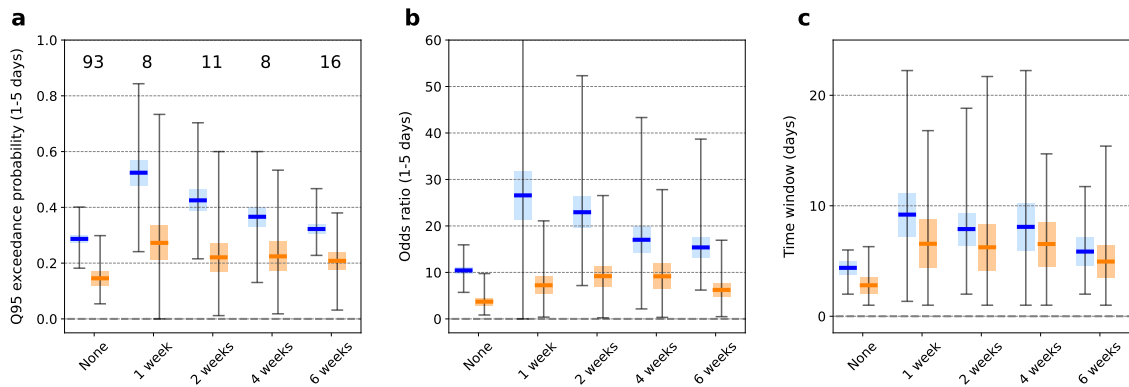 a
Q95 exceedance probability (1-5 days)
1.0
0.8
0.6
0.4
0.2
0.0
93 8 11 8 16
None 1 week 2 weeks 4 weeks 6 weeks
b
Odds ratio (1-5 days)
60
50
40
30
20
10
0
None 1 week 2 weeks 4 weeks 6 weeks
c
Time window (days)
20
10
0
None 1 week 2 weeks 4 weeks 6 weeks